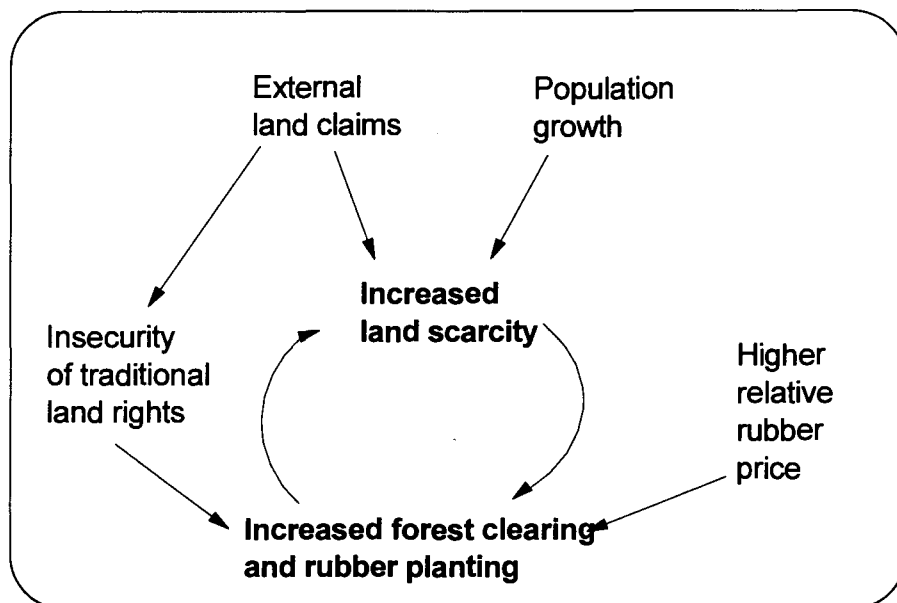 External
land claims
Population
growth
Increased
land scarcity
Insecurity
of traditional
land rights
Higher
relative
rubber
price
Increased forest clearing
and rubber planting